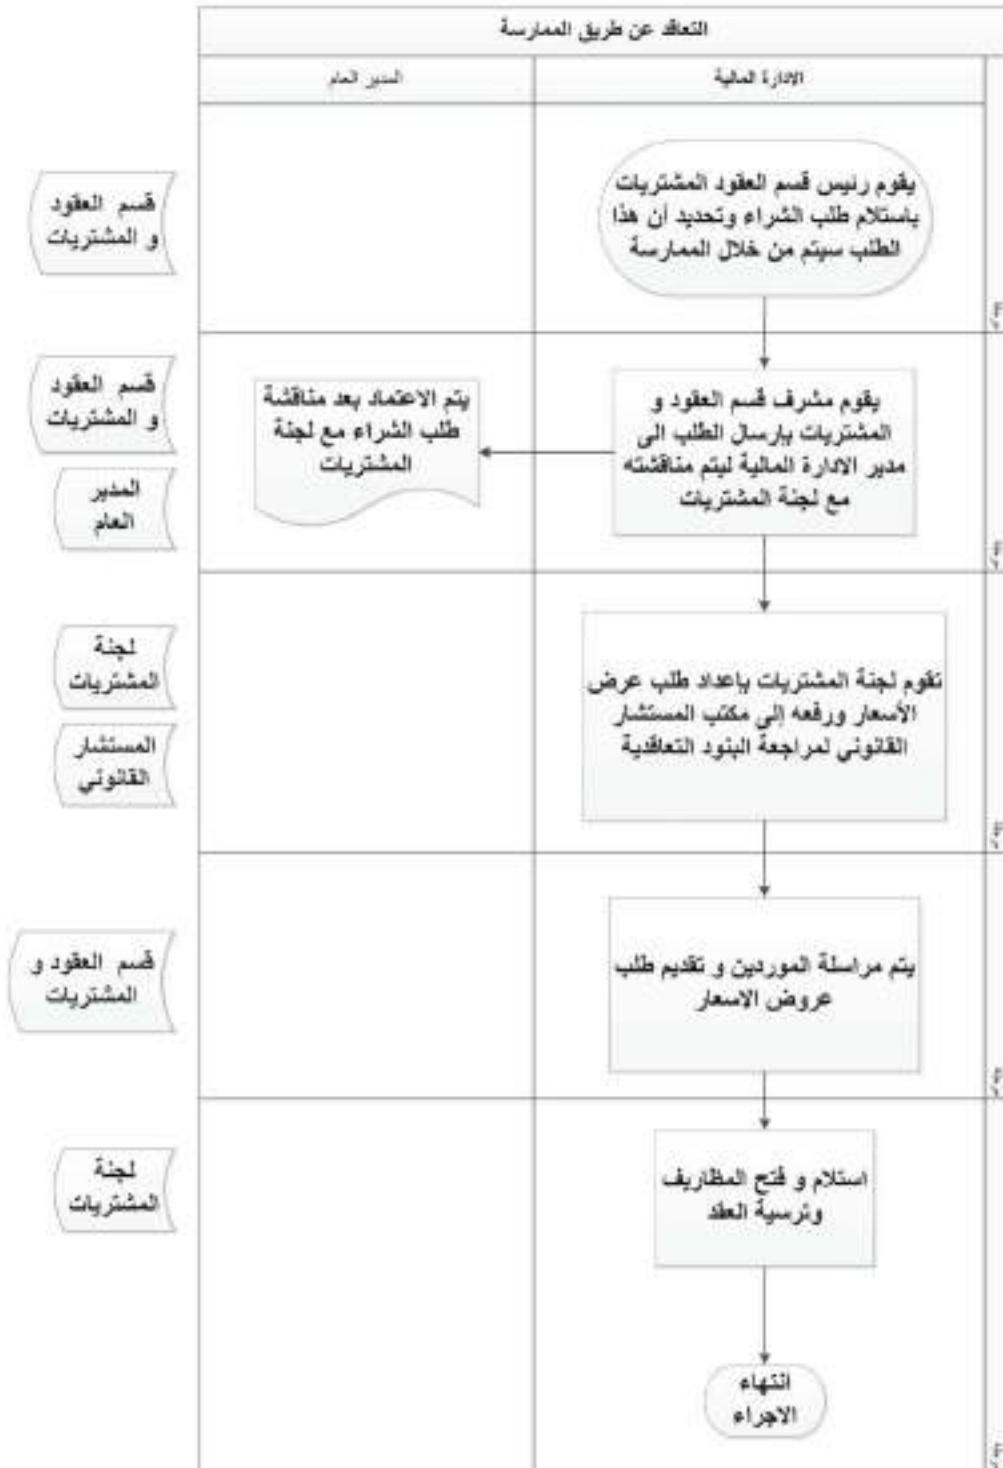 التعاقد عن طريق الممارسة
الادارة المالية
المدير العام
يقوم رئيس قسم العقود المشتريات
باستلام طلب الشراء وتحديد أن هذا
الطلب سيتم من خلال الممارسة
قسم العقود
و المشتريات
يقوم مشرف قسم العقود و
المشتريات بإرسال الطلب الى
مدير الادارة المالية ليتم مناقشته
مع لجنة المشتريات
يتم الاعتماد بعد مناقشة
طلب الشراء مع لجنة
المشتريات
قسم العقود
و المشتريات
المدير
العام
تقوم لجنة المشتريات بإعداد طلب عرض
الأسعار ورفعه إلى مكتب المستشار
القانوني لمراجعة البنود التعاقدية
لجنة
المشتريات
المستشار
القانوني
يتم مراسلة الموردين و تقديم طلب
عروض الاسعار
قسم العقود و
المشتريات
استلام و فتح المظاريف
وترسية العقد
لجنة
المشتريات
انتهاء
الاجراء